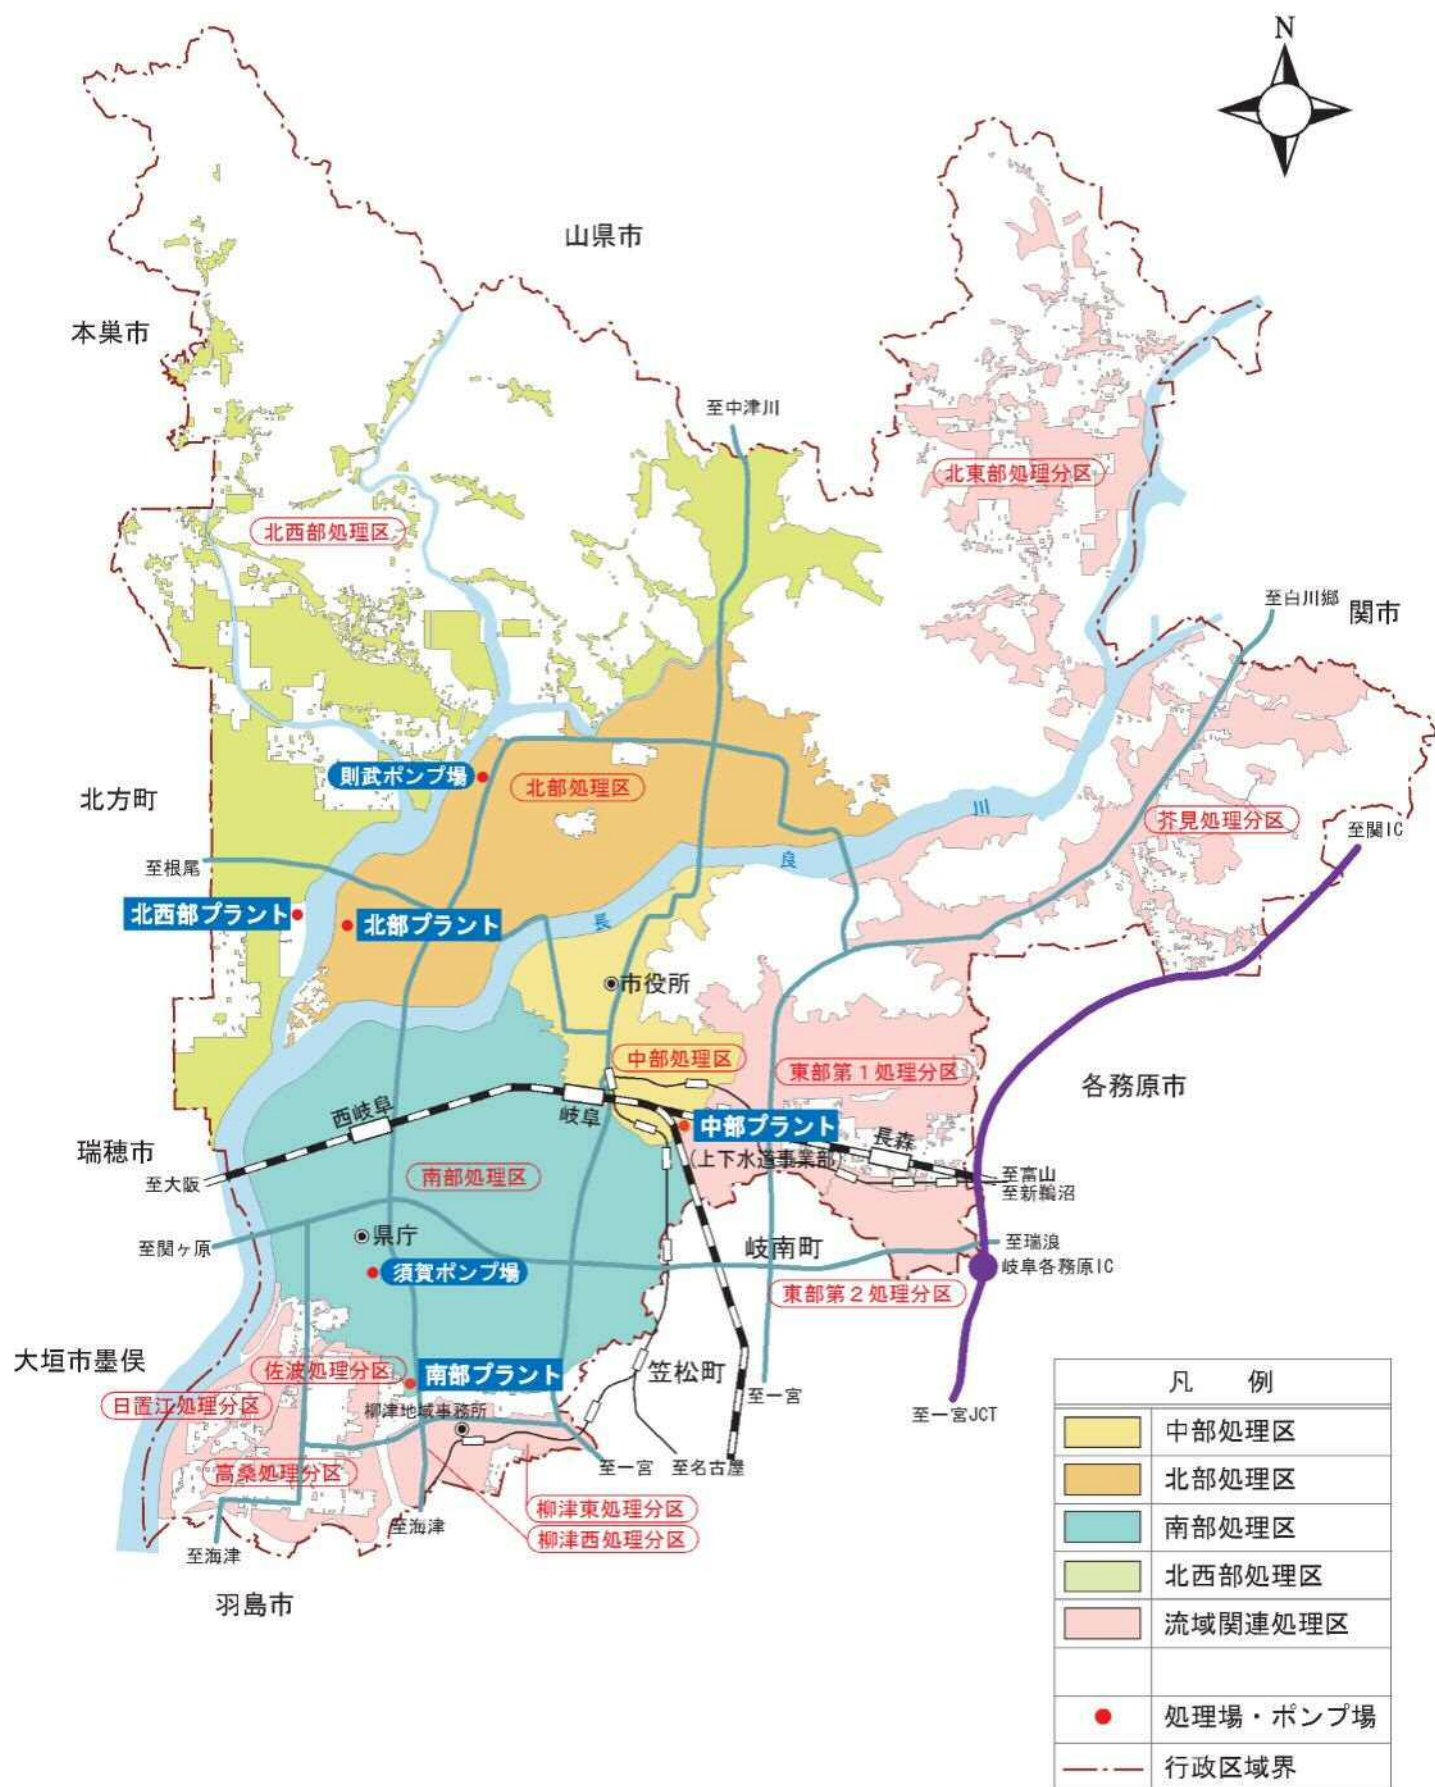 N
山県市
本巣市
至中津川
北東部処理分区
北西部処理区
至白川郷
関市
則武ポンプ場
北部処理区
北方町
川
芥見処理分区
至関IC
至根尾
良
北西部プラント
北部プラント
長
市役所
中部処理区
東部第1処理分区
各務原市
西岐阜
岐阜
中部プラント
(上下水道事業部)
長森
瑞穂市
至大阪
南部処理区
至富山
至新鵜沼
至関ヶ原
県庁
岐南町
至瑞浪
須賀ポンプ場
岐阜各務原IC
東部第2処理分区
大垣市墨俣
佐波処理分区
南部プラント
笠松町
日置江処理分区
柳津地域事務所
至一宮
至一宮JCT
高桑処理分区
至一宮
至名古屋
柳津東処理分区
至海津
柳津西処理分区
至海津
羽島市
凡 例
中部処理区
北部処理区
南部処理区
北西部処理区
流域関連処理区
処理場・ポンプ場
行政区域界